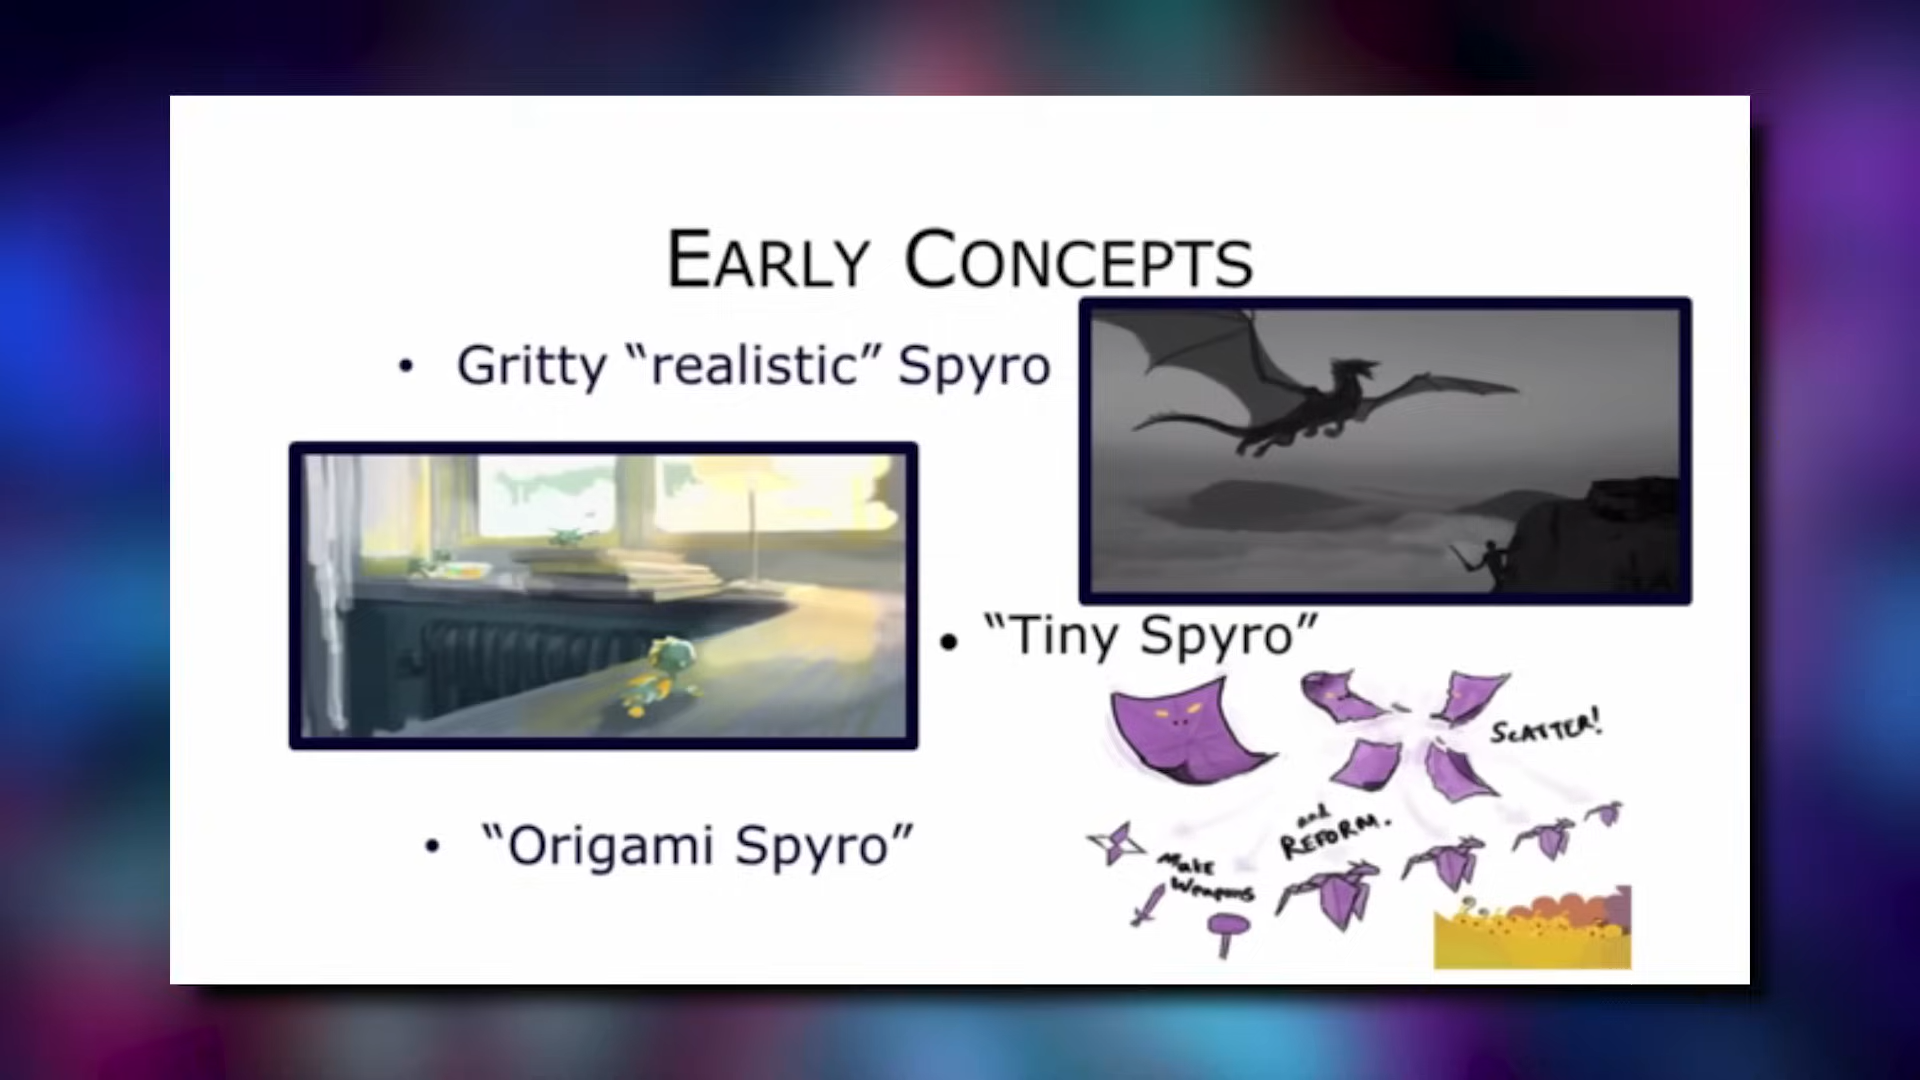 EARLY CONCEPTS
• Gritty “realistic” Spyro
• “Tiny Spyro”
SCATTER!
and
REFORM.
Make
Weapons
• “Origami Spyro”